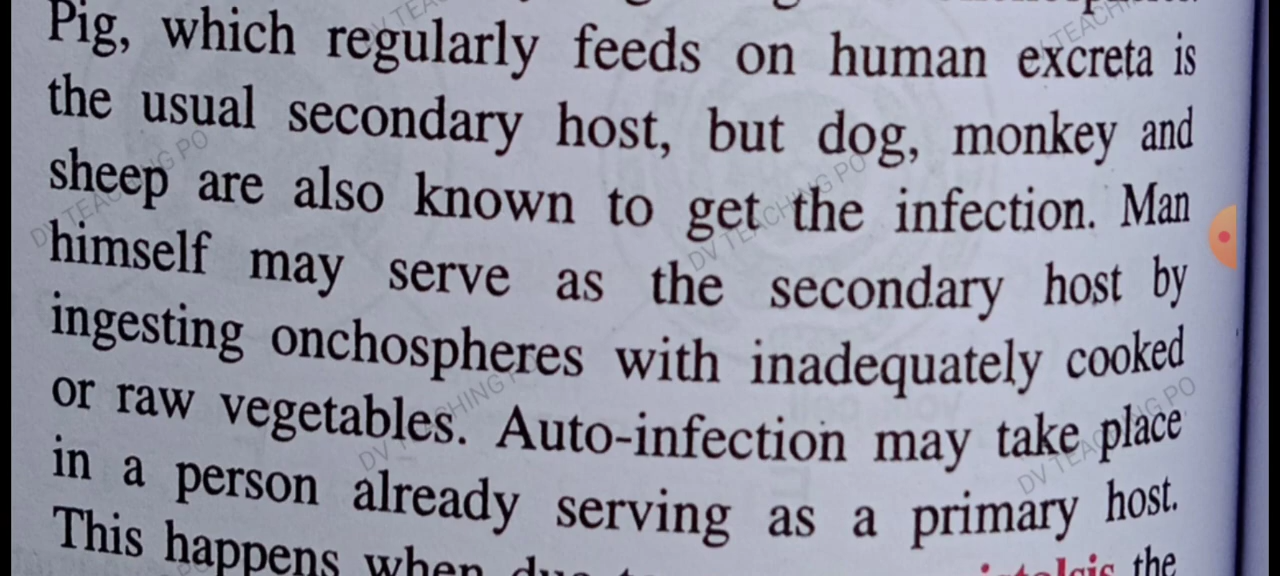 Pig, which regularly feeds on human excreta is
the usual secondary host, but dog, monkey and
sheep are also known to get the infection. Man
himself may serve as the secondary host by
ingesting onchospheres with inadequately cooked
or raw vegetables. Auto-infection may take place
in a person already serving as a primary host.
This happens when the